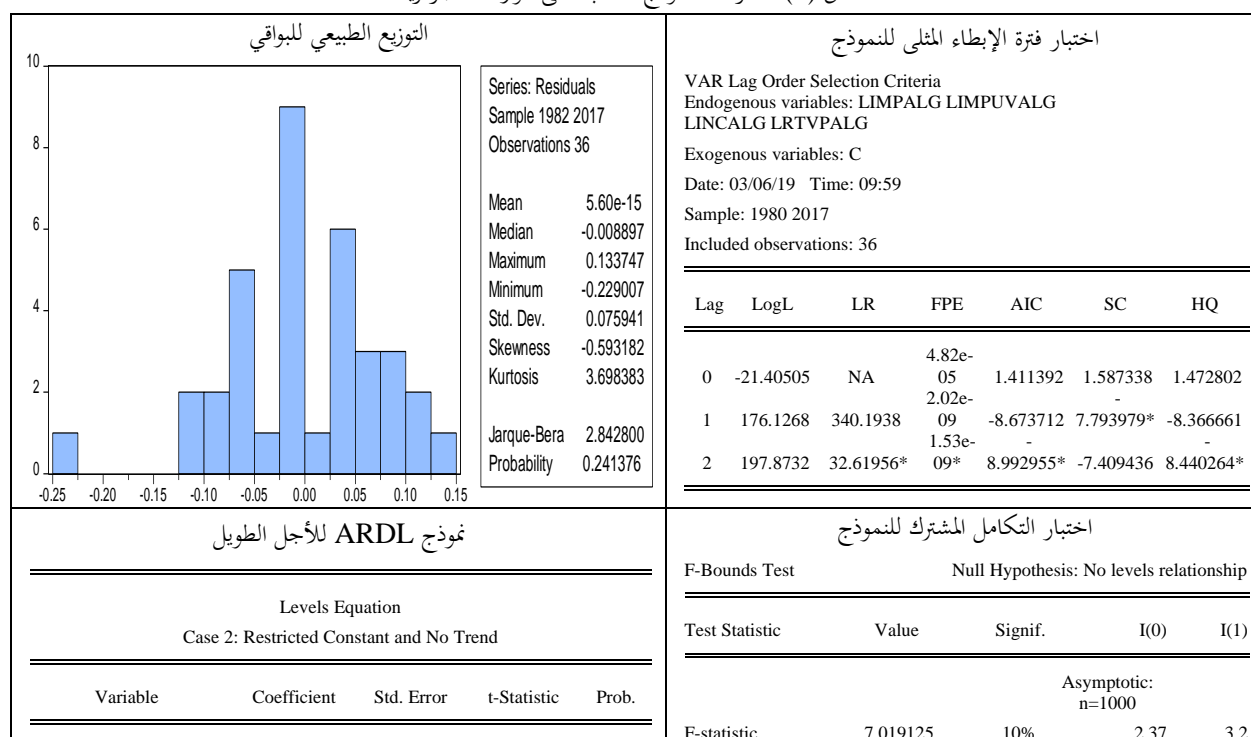 التوزيع الطبيعي للبواقي
10
8
6
4
2
0
-0.25 -0.20 -0.15 -0.10 -0.05 0.00 0.05 0.10 0.15
Series: Residuals
Sample 1982 2017
Observations 36
Mean 5.60e-15
Median -0.008897
Maximum 0.133747
Minimum -0.229007
Std. Dev. 0.075941
Skewness -0.593182
Kurtosis 3.698383
Jarque-Bera 2.842800
Probability 0.241376
اختبار فترة الإبطاء المثلى للنموذج
VAR Lag Order Selection Criteria
Endogenous variables: LIMPALG LIMPUVALG
LINCALG LRTVPALG
Exogenous variables: C
Date: 03/06/19 Time: 09:59
Sample: 1980 2017
Included observations: 36
Lag LogL LR FPE AIC SC HQ
4.82e-
0 -21.40505 NA 05 1.411392 1.587338 1.472802
2.02e- -
1 176.1268 340.1938 09 -8.673712 7.793979* -8.366661
1.53e- - -
2 197.8732 32.61956* 09* 8.992955* -7.409436 8.440264*
نموذج ARDL للأجل الطويل
Levels Equation
Case 2: Restricted Constant and No Trend
Variable Coefficient Std. Error t-Statistic Prob.
اختبار التكامل المشترك للنموذج
F-Bounds Test Null Hypothesis: No levels relationship
Test Statistic Value Signif. I(0) I(1)
Asymptotic:
n=1000
F-statistic 7.019125 10% 2.37 3.2